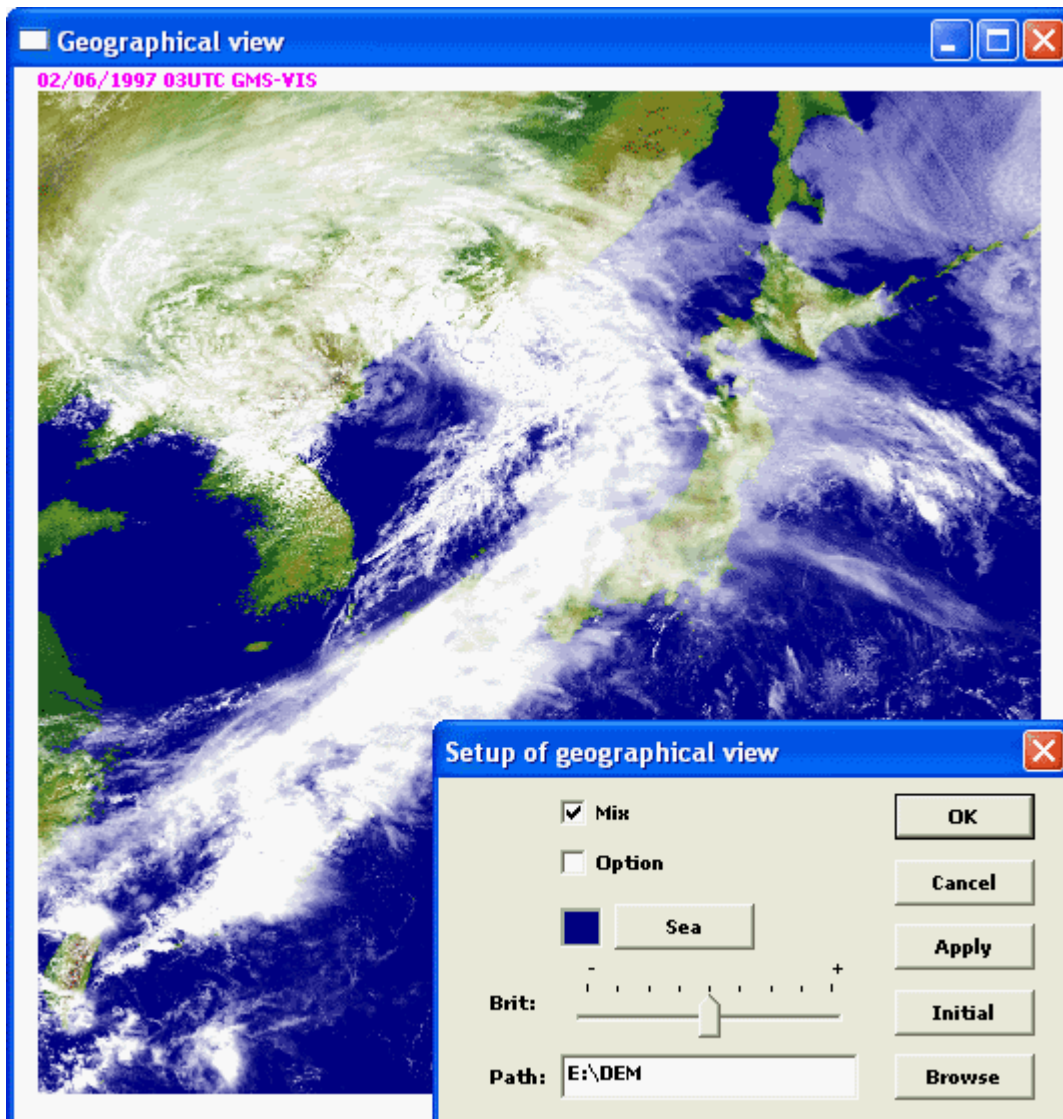 Geographical view
02/06/1997 03UTC GMS-VIS
Setup of geographical view
Mix
OK
Option
Cancel
Sea
Apply
- +
Brit:
Initial
Path: E:\DEM
Browse